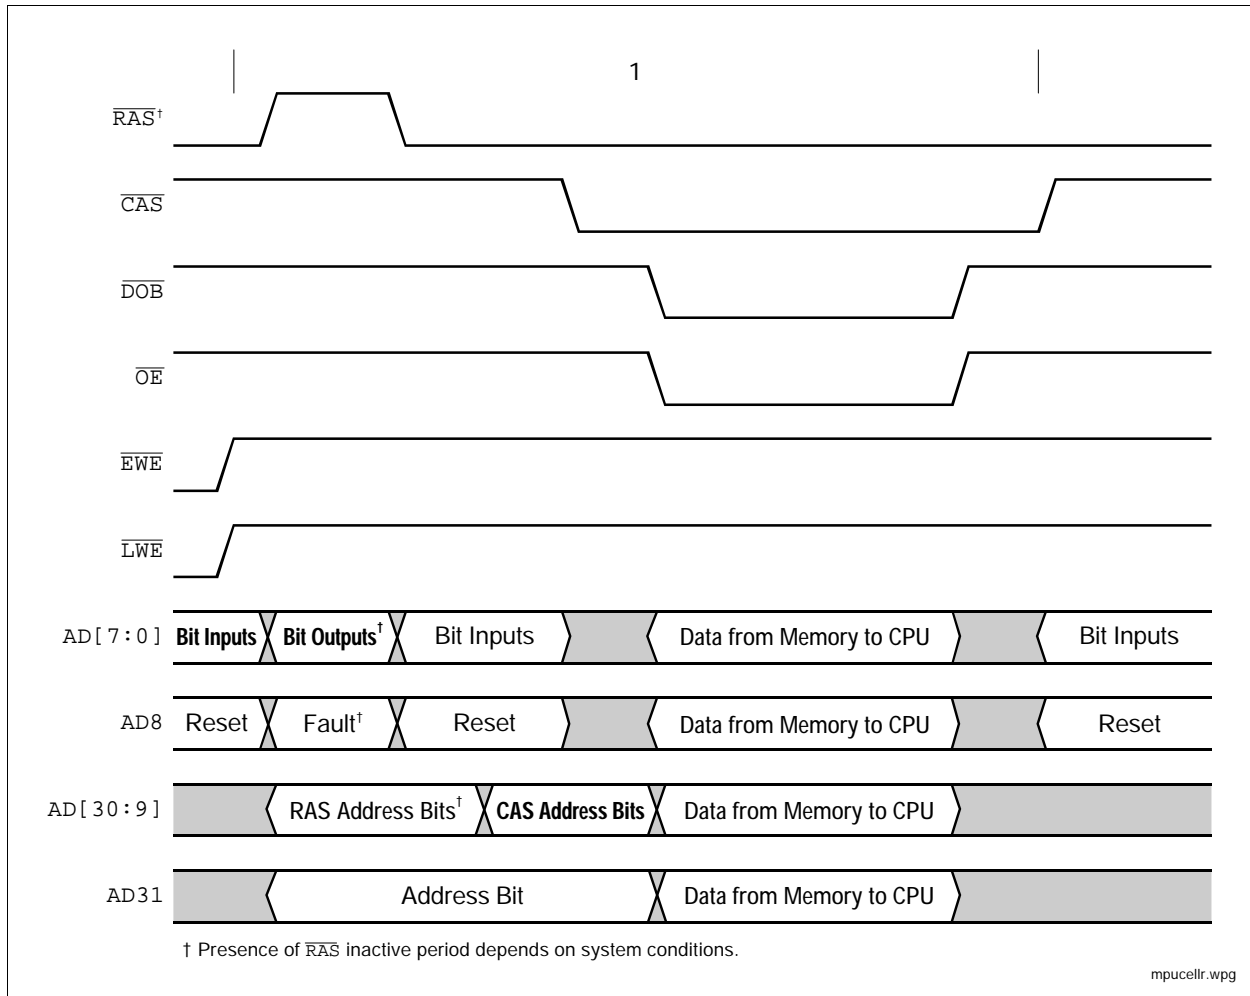 1
RAS†
CAS
DOB
OE
EWE
LWE
AD[7:0] Bit Inputs Bit Outputs† Bit Inputs Data from Memory to CPU Bit Inputs
AD8 Reset Fault† Reset Data from Memory to CPU Reset
AD[30:9] RAS Address Bits† CAS Address Bits Data from Memory to CPU
AD31 Address Bit Data from Memory to CPU
† Presence of RAS inactive period depends on system conditions.
mpucellr.wpg